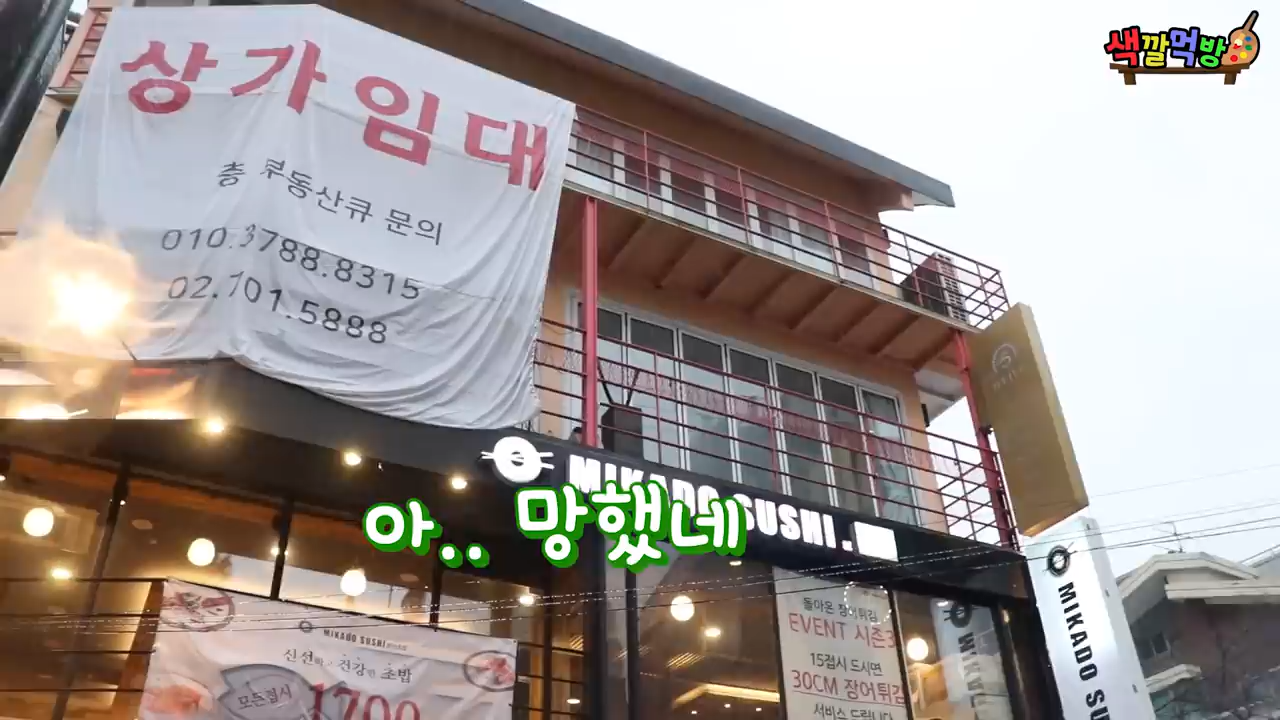 색깔먹방
상가임대
층 부동산큐 문의
010.3788.8315
02.701.5888
MIKADO SUSHI.
아.. 망했네
MIKADO SUSHI
신선하고 건강한 초밥
모든접시
1700
돌아온 장어튀김
EVENT 시즌3
15접시 드시면
30CM 장어튀김
서비스 드립니다
MIKADO SU